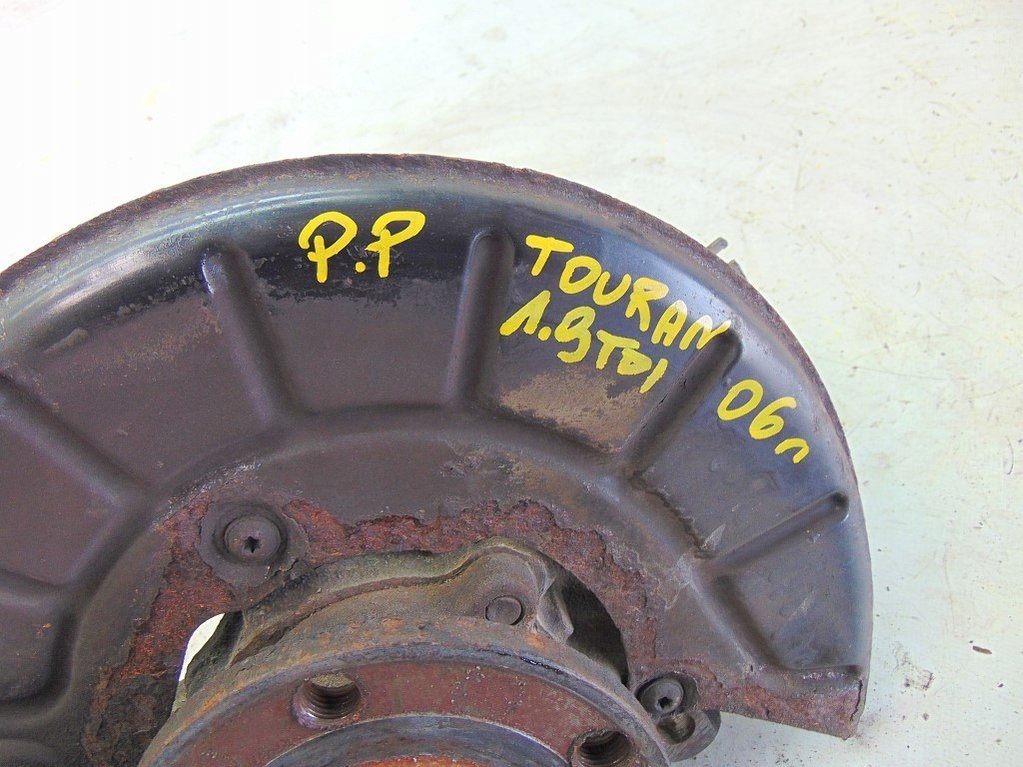 P.P
TOURAN
1.9TDI
06r